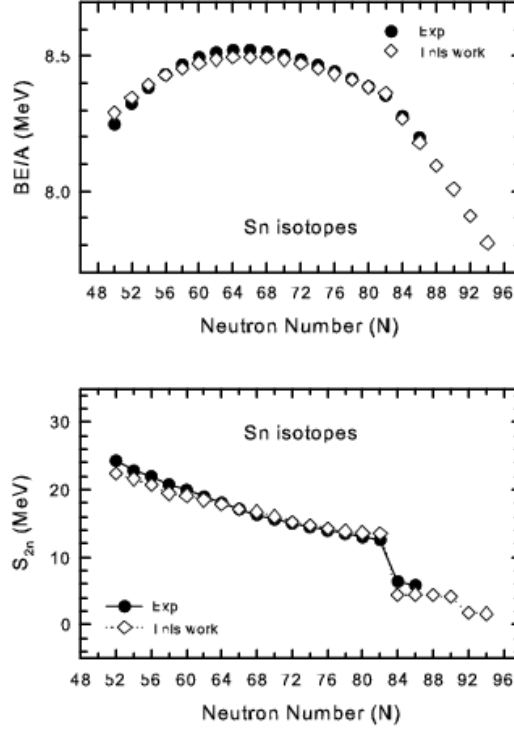 Exp
This work
8.5
8.0
BE/A (MeV)
Sn isotopes
48 52 56 60 64 68 72 76 80 84 88 92 96
Neutron Number (N)
30
20
10
0
S2n (MeV)
Sn isotopes
Exp
This work
48 52 56 60 64 68 72 76 80 84 88 92 96
Neutron Number (N)